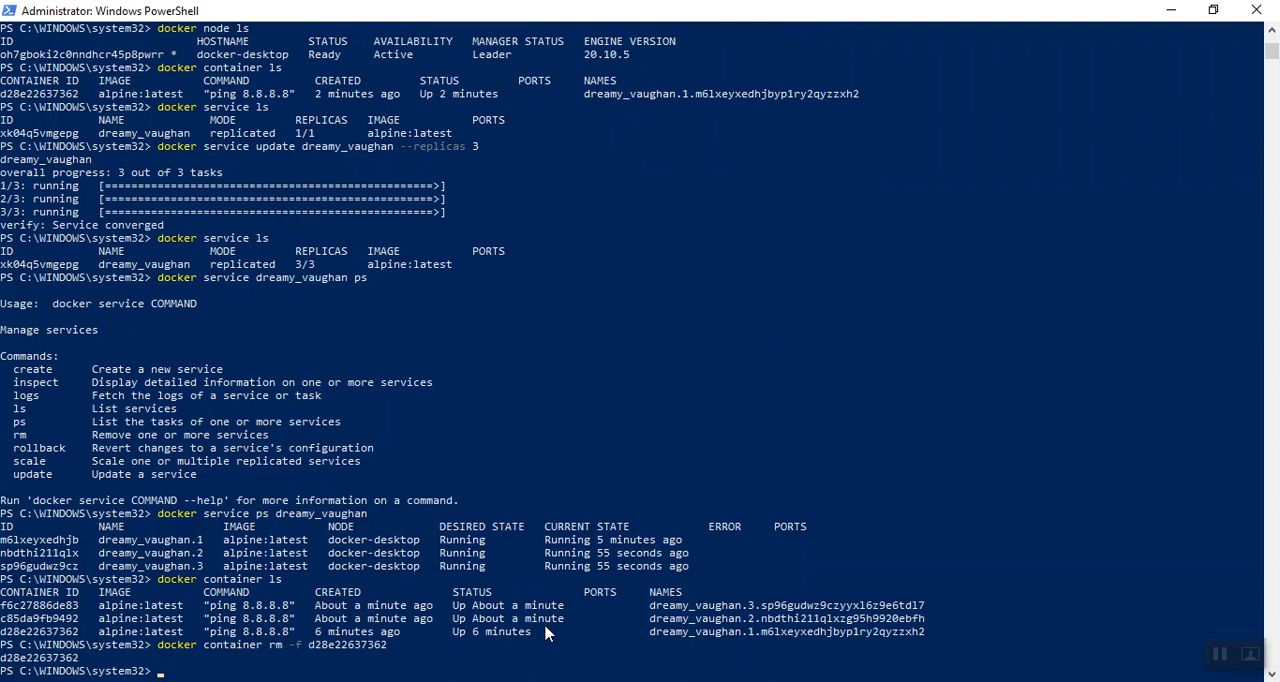 Administrator: Windows PowerShell
PS C:\WINDOWS\system32> docker node ls
ID                            HOSTNAME         STATUS    AVAILABILITY   MANAGER STATUS   ENGINE VERSION
oh7gboki2c0nndhcr45p8pwrr *   docker-desktop   Ready     Active         Leader           20.10.5
PS C:\WINDOWS\system32> docker container ls
CONTAINER ID   IMAGE           COMMAND          CREATED         STATUS         PORTS     NAMES
d28e22637362   alpine:latest   "ping 8.8.8.8"   2 minutes ago   Up 2 minutes             dreamy_vaughan.1.m6lxeyxedhjbyp1ry2qyzzxh2
PS C:\WINDOWS\system32> docker service ls
ID             NAME             MODE         REPLICAS   IMAGE           PORTS
xk04q5vmgepg   dreamy_vaughan   replicated   1/1        alpine:latest
PS C:\WINDOWS\system32> docker service update dreamy_vaughan --replicas 3
dreamy_vaughan
overall progress: 3 out of 3 tasks
1/3: running   [==================================================>]
2/3: running   [==================================================>]
3/3: running   [==================================================>]
verify: Service converged
PS C:\WINDOWS\system32> docker service ls
ID             NAME             MODE         REPLICAS   IMAGE           PORTS
xk04q5vmgepg   dreamy_vaughan   replicated   3/3        alpine:latest
PS C:\WINDOWS\system32> docker service dreamy_vaughan ps
Usage:  docker service COMMAND
Manage services
Commands:
  create      Create a new service
  inspect     Display detailed information on one or more services
  logs        Fetch the logs of a service or task
  ls          List services
  ps          List the tasks of one or more services
  rm          Remove one or more services
  rollback    Revert changes to a service's configuration
  scale       Scale one or multiple replicated services
  update      Update a service
Run 'docker service COMMAND --help' for more information on a command.
PS C:\WINDOWS\system32> docker service ps dreamy_vaughan
ID             NAME               IMAGE           NODE             DESIRED STATE   CURRENT STATE            ERROR     PORTS
m6lxeyxedhjb   dreamy_vaughan.1   alpine:latest   docker-desktop   Running         Running 5 minutes ago
nbdthi211qlx   dreamy_vaughan.2   alpine:latest   docker-desktop   Running         Running 55 seconds ago
sp96gudwz9cz   dreamy_vaughan.3   alpine:latest   docker-desktop   Running         Running 55 seconds ago
PS C:\WINDOWS\system32> docker container ls
CONTAINER ID   IMAGE           COMMAND          CREATED              STATUS              PORTS     NAMES
f6c27886de83   alpine:latest   "ping 8.8.8.8"   About a minute ago   Up About a minute             dreamy_vaughan.3.sp96gudwz9czyyxl6z9e6tdl7
c85da9fb9492   alpine:latest   "ping 8.8.8.8"   About a minute ago   Up About a minute             dreamy_vaughan.2.nbdthi211qlxzg95h9920ebfh
d28e22637362   alpine:latest   "ping 8.8.8.8"   6 minutes ago        Up 6 minutes                  dreamy_vaughan.1.m6lxeyxedhjbyp1ry2qyzzxh2
PS C:\WINDOWS\system32> docker container rm -f d28e22637362
d28e22637362
PS C:\WINDOWS\system32>